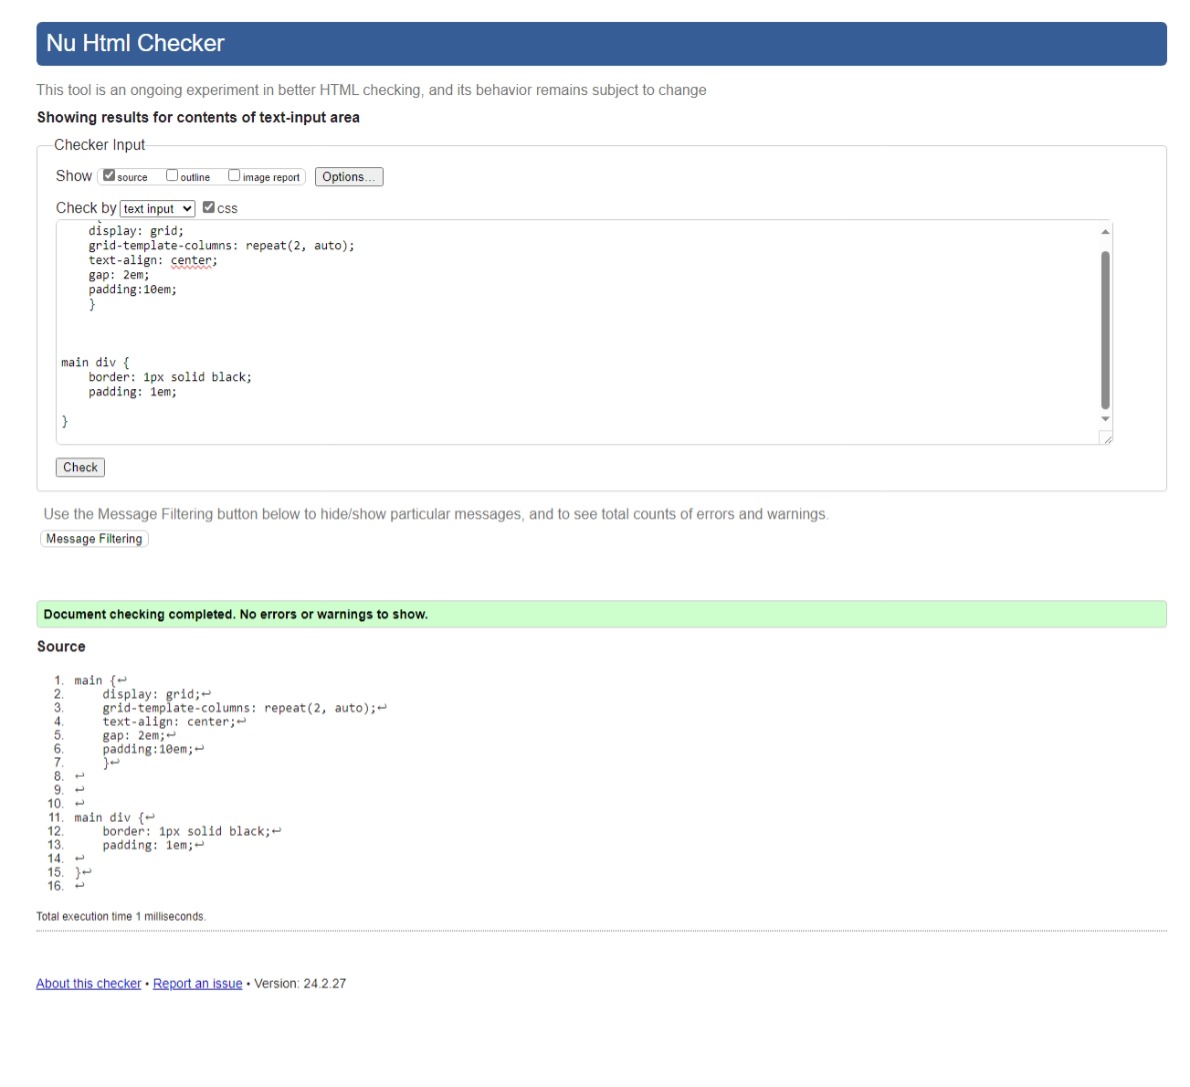 Nu Html Checker
This tool is an ongoing experiment in better HTML checking, and its behavior remains subject to change
Showing results for contents of text-input area
Checker Input
Show source outline image report Options...
Check by text input css
display: grid;
grid-template-columns: repeat(2, auto);
text-align: center;
gap: 2em;
padding:10em;
}
main div {
border: 1px solid black;
padding: 1em;
}
Check
Use the Message Filtering button below to hide/show particular messages, and to see total counts of errors and warnings.
Message Filtering
Document checking completed. No errors or warnings to show.
Source
1. main {↩
2. display: grid;↩
3. grid-template-columns: repeat(2, auto);↩
4. text-align: center;↩
5. gap: 2em;↩
6. padding:10em;↩
7. }↩
8. ↩
9. ↩
10. ↩
11. main div {↩
12. border: 1px solid black;↩
13. padding: 1em;↩
14. ↩
15. }↩
16. ↩
Total execution time 1 milliseconds.
About this checker • Report an issue • Version: 24.2.27